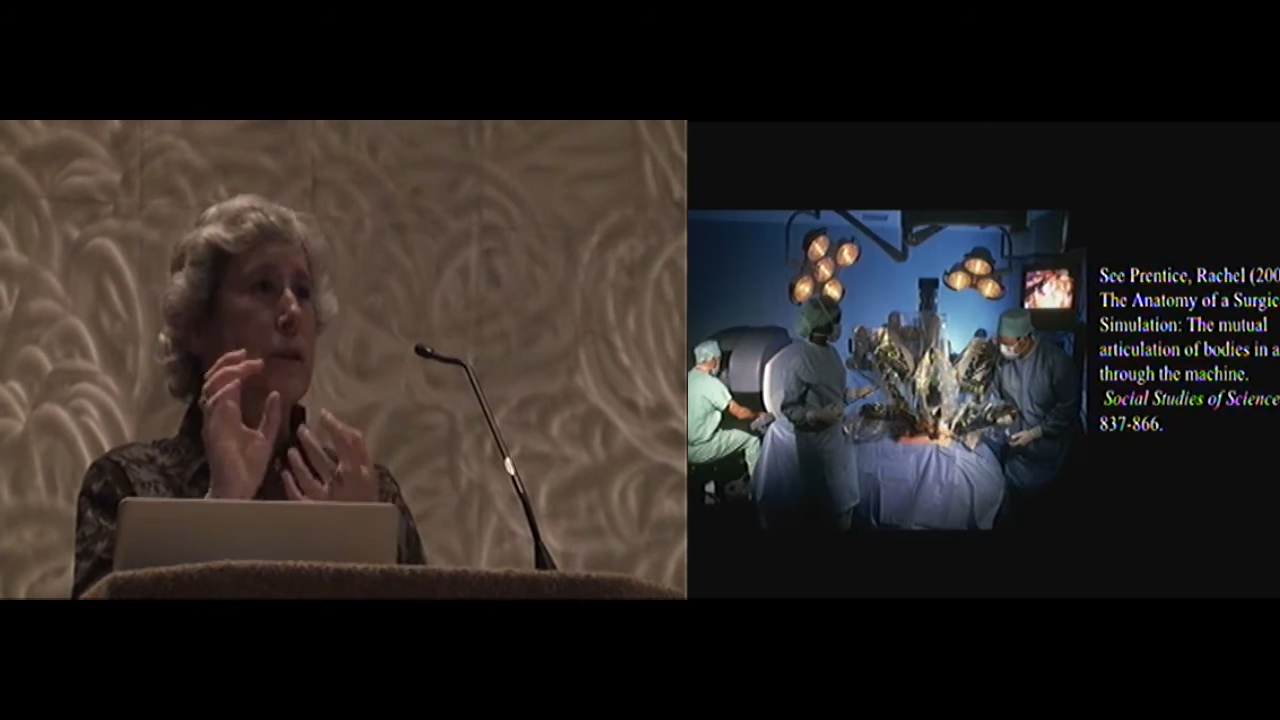 See Prentice, Rachel (200
The Anatomy of a Surgic
Simulation: The mutual
articulation of bodies in a
through the machine.
Social Studies of Science
837-866.